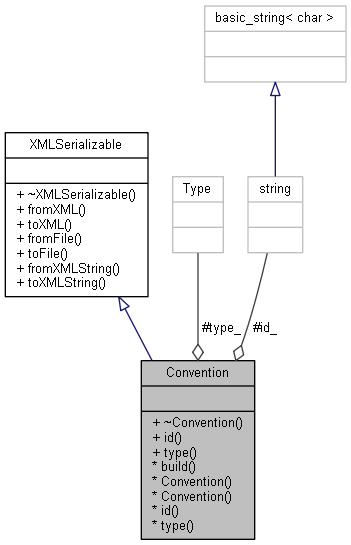 basic_string< char >
XMLSerializable
+ ~XMLSerializable()
+ fromXML()
+ toXML()
+ fromFile()
+ toFile()
+ fromXMLString()
+ toXMLString()
Type
string
#type_
#id_
Convention
+ ~Convention()
+ id()
+ type()
* build()
* Convention()
* Convention()
* id()
* type()